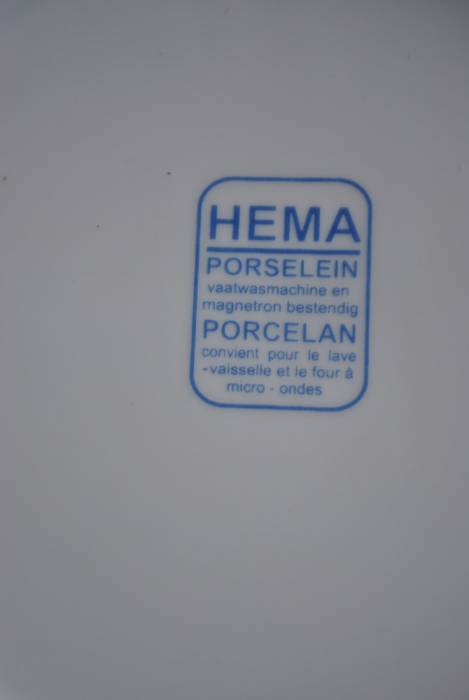 HEMA
PORSELEIN
vaatwasmachine en
magnetron bestendig
PORCELAN
convient pour le lave
-vaisselle et le four à
micro - ondes